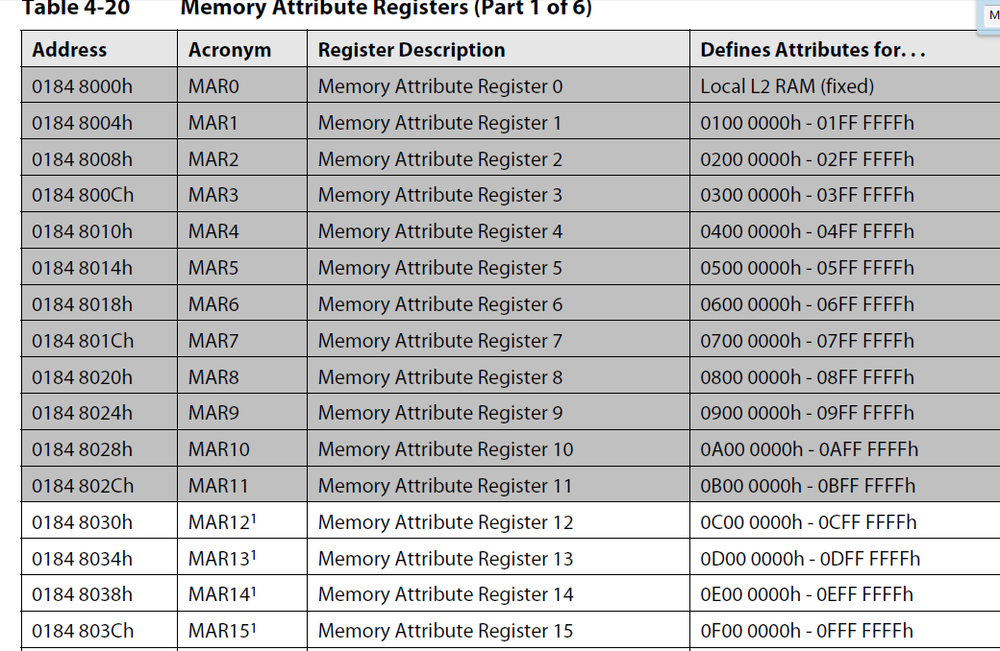 Table 4-20 Memory Attribute Registers (Part 1 of 6)
M
Address Acronym Register Description Defines Attributes for. . .
0184 8000h MAR0 Memory Attribute Register 0 Local L2 RAM (fixed)
0184 8004h MAR1 Memory Attribute Register 1 0100 0000h - 01FF FFFFh
0184 8008h MAR2 Memory Attribute Register 2 0200 0000h - 02FF FFFFh
0184 800Ch MAR3 Memory Attribute Register 3 0300 0000h - 03FF FFFFh
0184 8010h MAR4 Memory Attribute Register 4 0400 0000h - 04FF FFFFh
0184 8014h MAR5 Memory Attribute Register 5 0500 0000h - 05FF FFFFh
0184 8018h MAR6 Memory Attribute Register 6 0600 0000h - 06FF FFFFh
0184 801Ch MAR7 Memory Attribute Register 7 0700 0000h - 07FF FFFFh
0184 8020h MAR8 Memory Attribute Register 8 0800 0000h - 08FF FFFFh
0184 8024h MAR9 Memory Attribute Register 9 0900 0000h - 09FF FFFFh
0184 8028h MAR10 Memory Attribute Register 10 0A00 0000h - 0AFF FFFFh
0184 802Ch MAR11 Memory Attribute Register 11 0B00 0000h - 0BFF FFFFh
0184 8030h MAR12¹ Memory Attribute Register 12 0C00 0000h - 0CFF FFFFh
0184 8034h MAR13¹ Memory Attribute Register 13 0D00 0000h - 0DFF FFFFh
0184 8038h MAR14¹ Memory Attribute Register 14 0E00 0000h - 0EFF FFFFh
0184 803Ch MAR15¹ Memory Attribute Register 15 0F00 0000h - 0FFF FFFFh